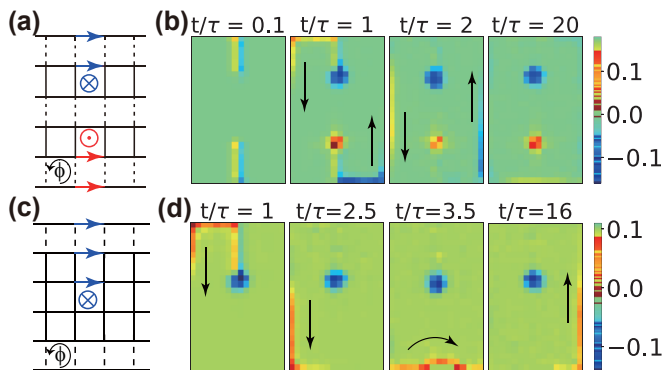 (a)
ϕ
(b)
t/τ = 0.1
t/τ = 1
t/τ = 2
t/τ = 20
0.1
0.0
−0.1
(c)
ϕ
(d)
t/τ = 1
t/τ=2.5
t/τ=3.5
t/τ=16
0.1
0.0
−0.1